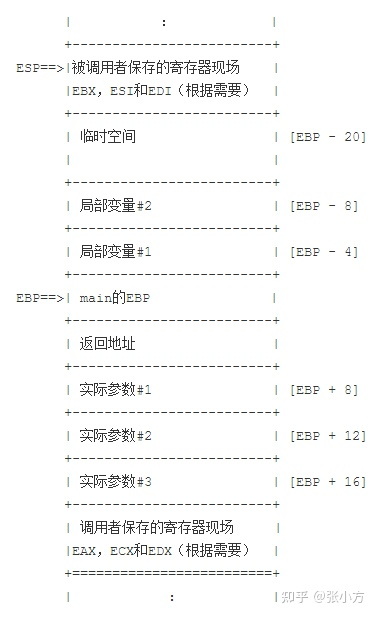 |            :            |
+-------------------------+
ESP==>|被调用者保存的寄存器现场   |
|EBX，ESI和EDI（根据需要）  |
+-------------------------+
| 临时空间                | [EBP - 20]
|                         |
+-------------------------+
| 局部变量#2              | [EBP - 8]
+-------------------------+
| 局部变量#1              | [EBP - 4]
+-------------------------+
EBP==>| main的EBP               |
+-------------------------+
| 返回地址                |
+-------------------------+
| 实际参数#1              | [EBP + 8]
+-------------------------+
| 实际参数#2              | [EBP + 12]
+-------------------------+
| 实际参数#3              | [EBP + 16]
+-------------------------+
| 调用者保存的寄存器现场    |
|EAX，ECX和EDX（根据需要）  |
+=========================+
|            :            |
知乎 @张小方